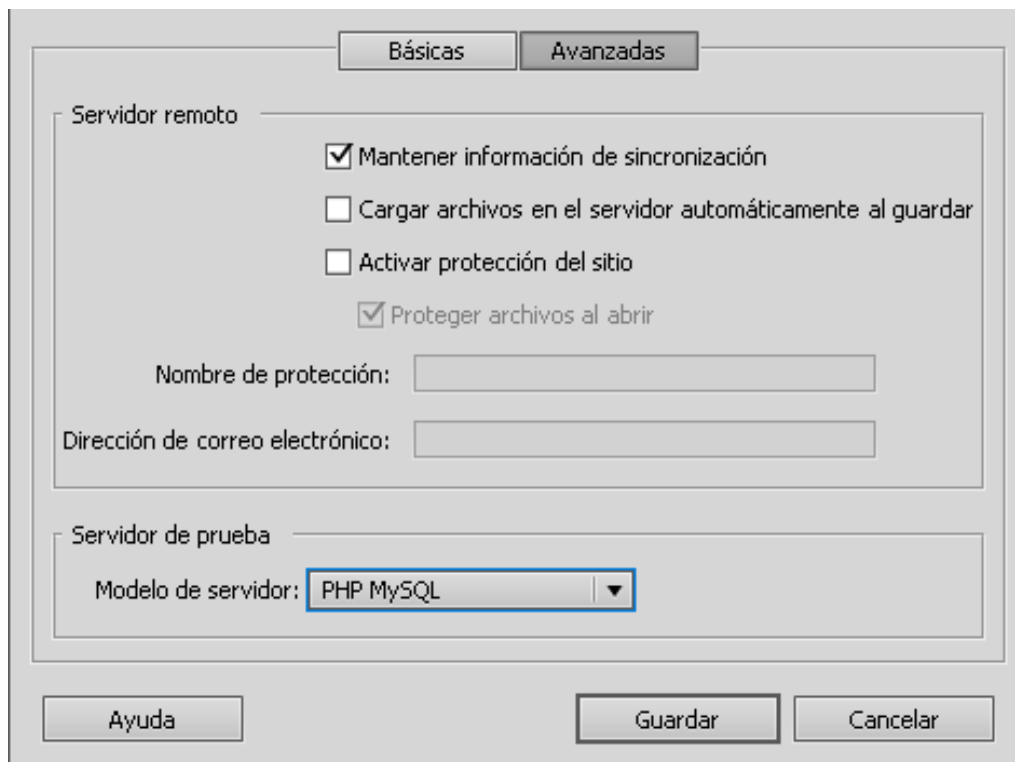 Básicas Avanzadas
Servidor remoto
Mantener información de sincronización
Cargar archivos en el servidor automáticamente al guardar
Activar protección del sitio
Proteger archivos al abrir
Nombre de protección:
Dirección de correo electrónico:
Servidor de prueba
Modelo de servidor: PHP MySQL
Ayuda Guardar Cancelar